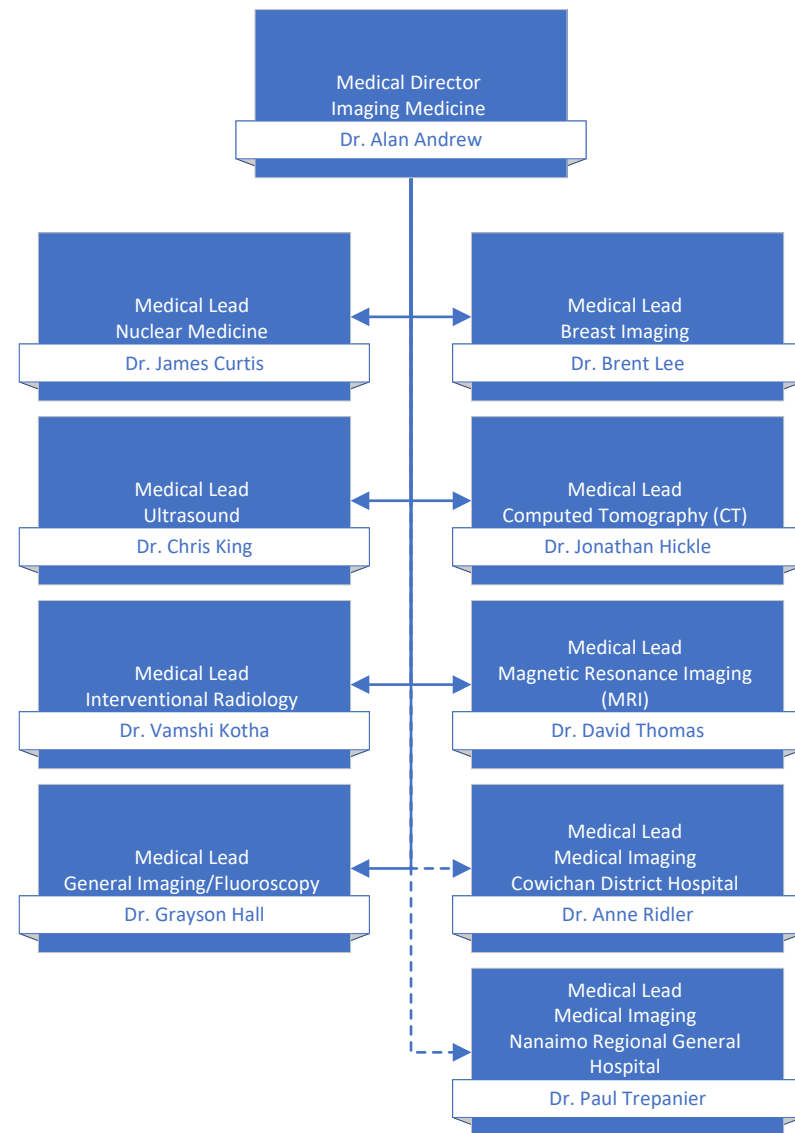 Medical Director
Imaging Medicine
Dr. Alan Andrew
Medical Lead
Nuclear Medicine
Dr. James Curtis
Medical Lead
Breast Imaging
Dr. Brent Lee
Medical Lead
Ultrasound
Dr. Chris King
Medical Lead
Computed Tomography (CT)
Dr. Jonathan Hickle
Medical Lead
Interventional Radiology
Dr. Vamshi Kotha
Medical Lead
Magnetic Resonance Imaging
(MRI)
Dr. David Thomas
Medical Lead
General Imaging/Fluoroscopy
Dr. Grayson Hall
Medical Lead
Medical Imaging
Cowichan District Hospital
Dr. Anne Ridler
Medical Lead
Medical Imaging
Nanaimo Regional General
Hospital
Dr. Paul Trepanier